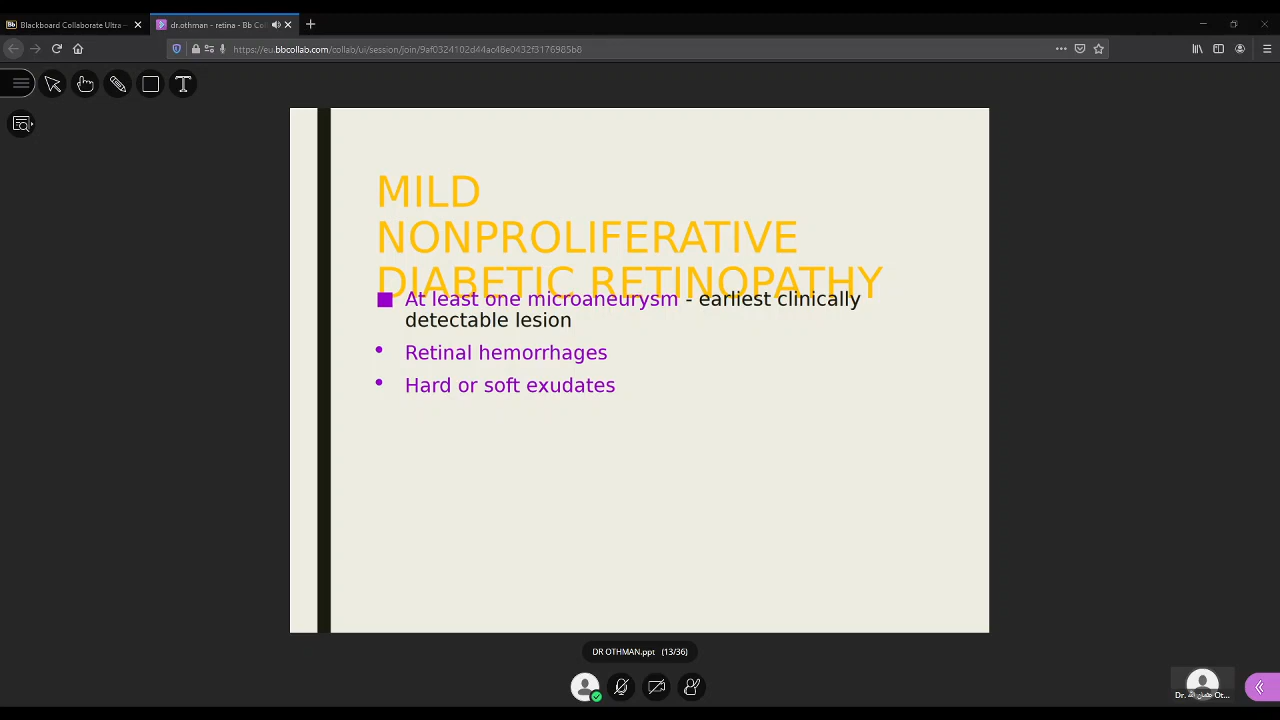 Blackboard Collaborate Ultra –
dr.othman – retina – Bb Co
https://eu.bbcollab.com/collab/ui/session/join/9af0324102d44ac48e0432f3176985b8
MILD
NONPROLIFERATIVE
DIABETIC RETINOPATHY
At least one microaneurysm - earliest clinically
detectable lesion
Retinal hemorrhages
Hard or soft exudates
DR OTHMAN.ppt (13/36)
Dr.
Ot...